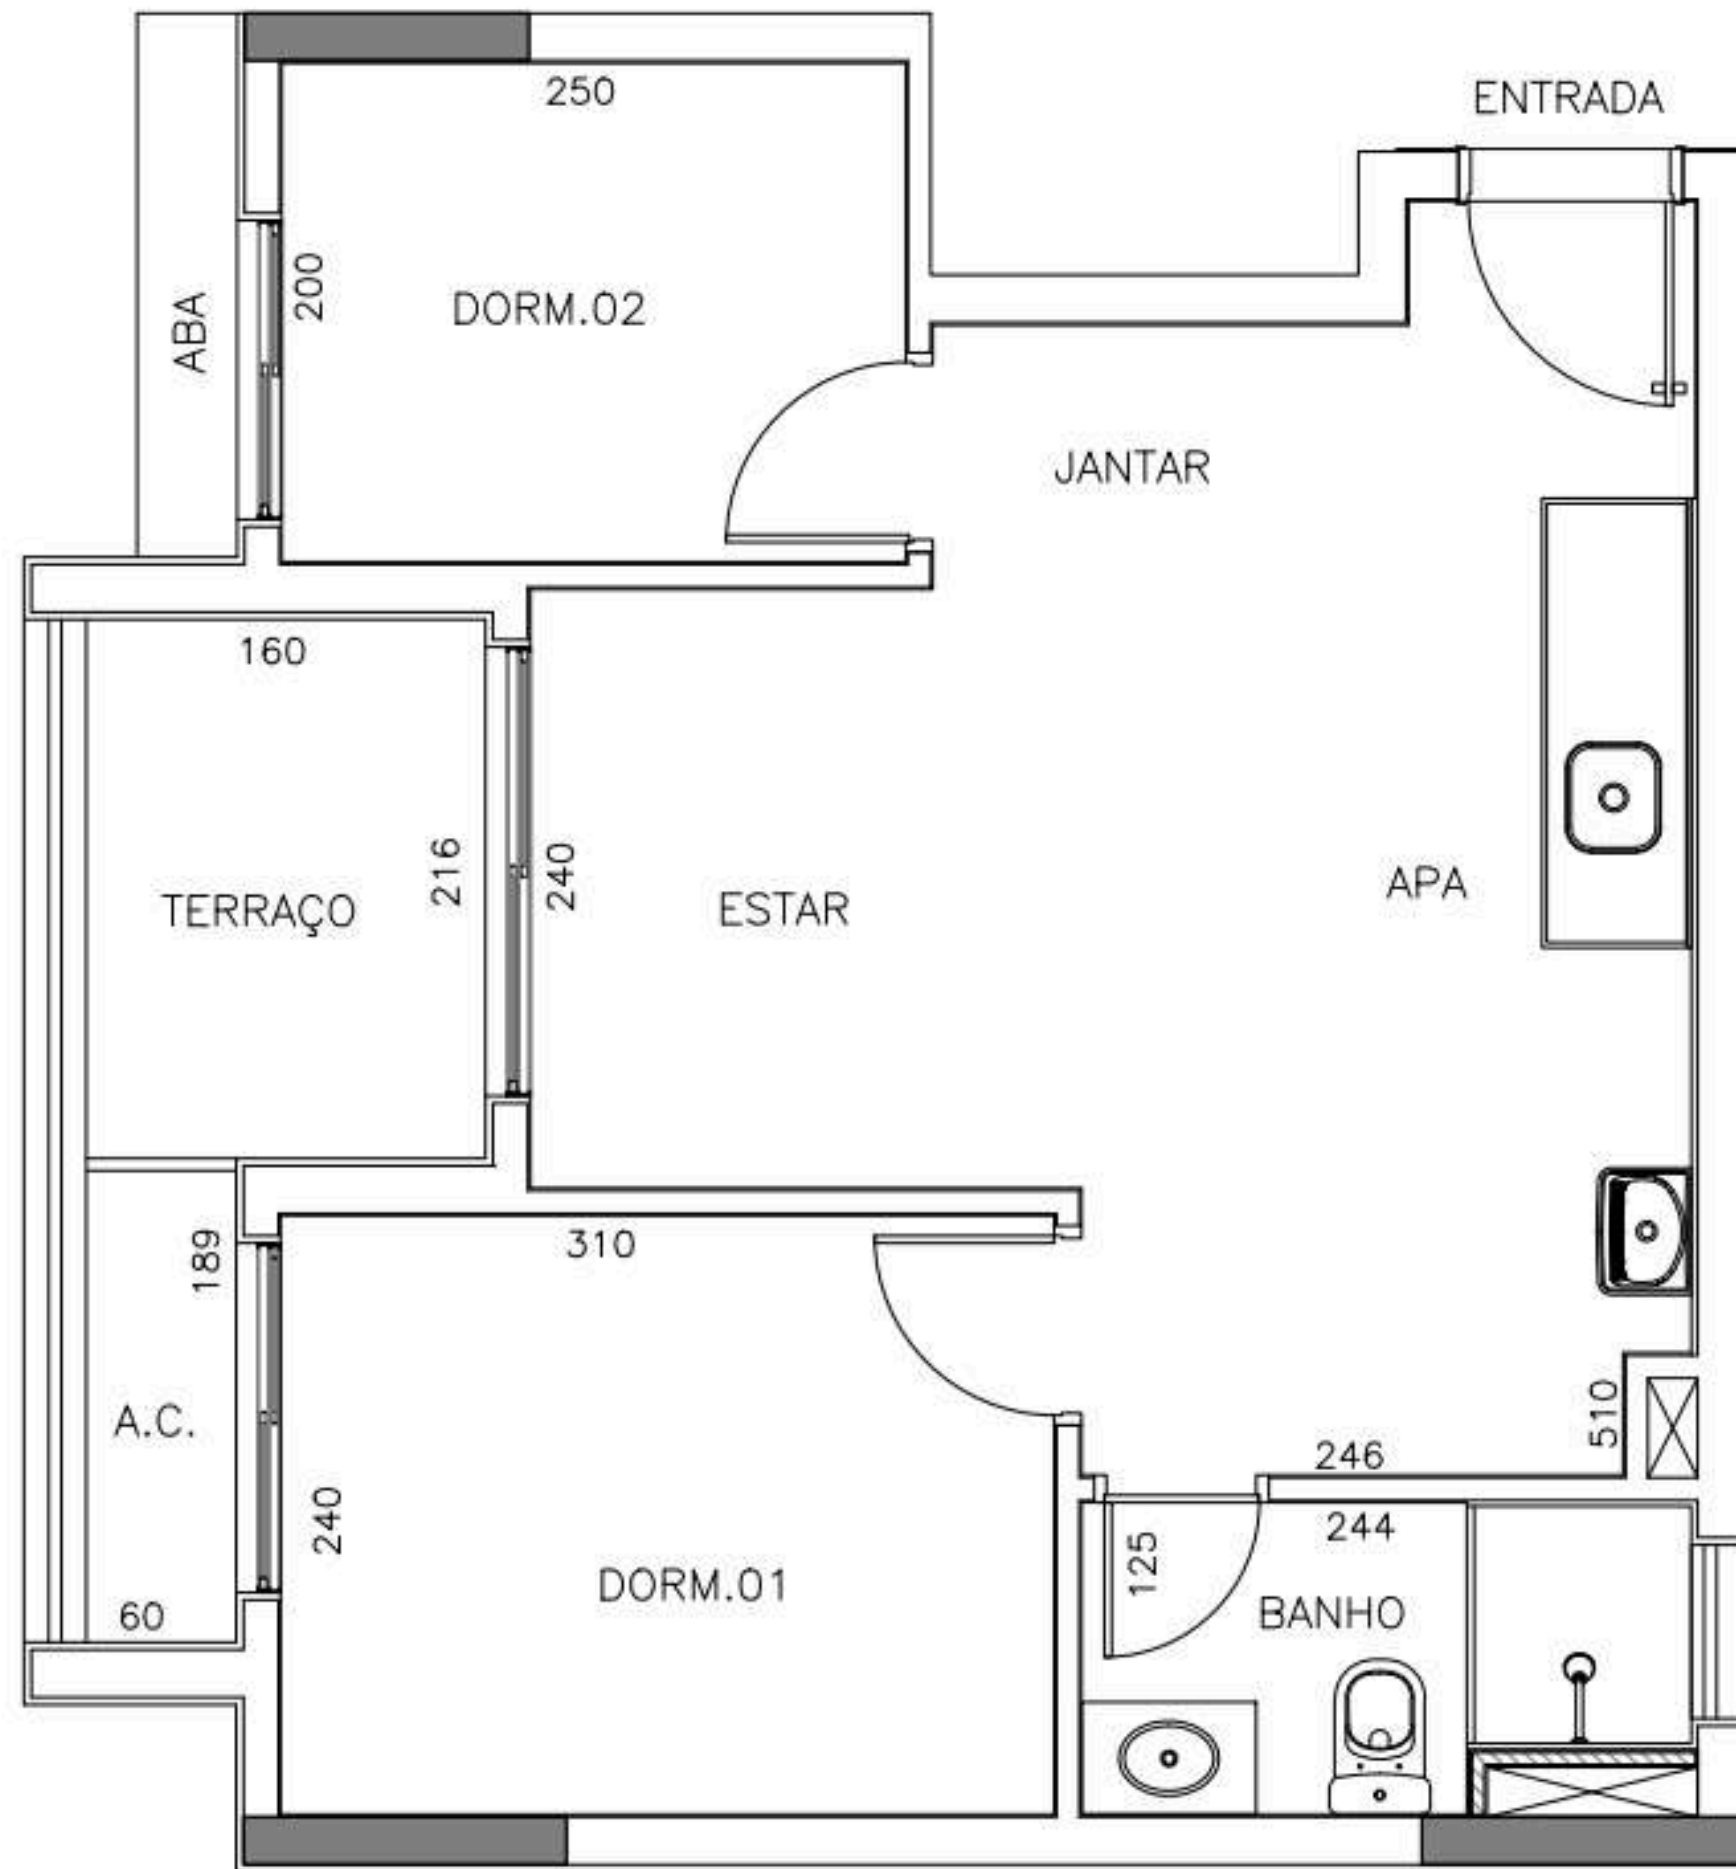 ENTRADA
250
200
DORM.02
ABA
JANTAR
160
216
240
TERRAÇO
ESTAR
APA
310
189
A.C.
240
60
DORM.01
510
246
244
125
BANHO